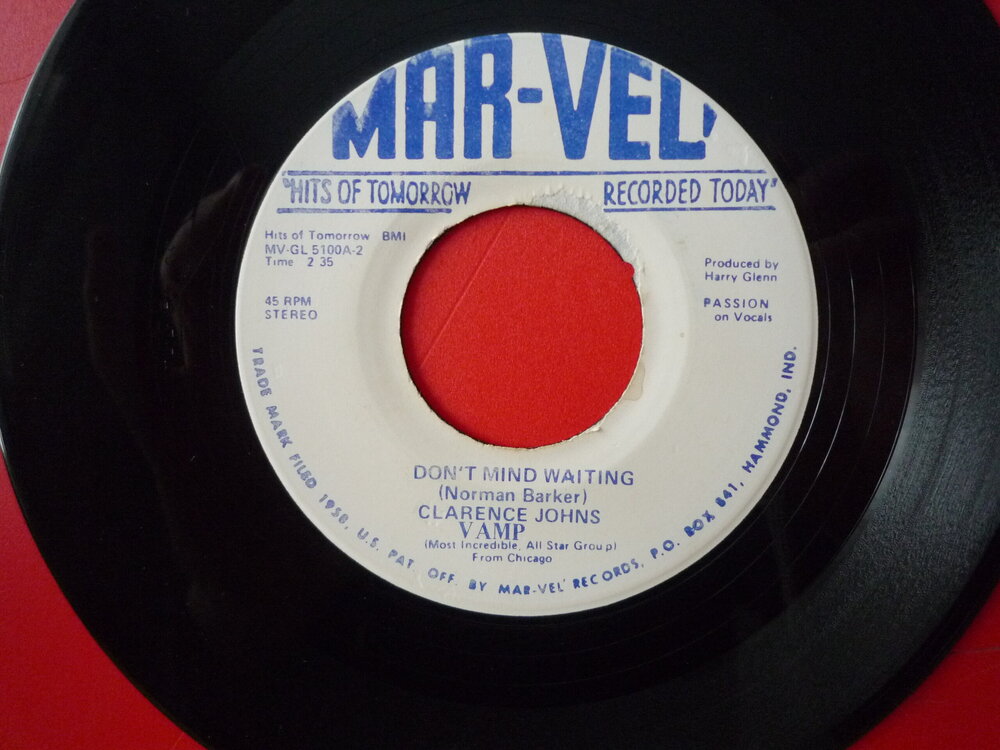 MAR-VEL'
"HITS OF TOMORROW RECORDED TODAY"
Hits of Tomorrow BMI
MV-GL 5100A-2
Time 2 35
45 RPM
STEREO
Produced by
Harry Glenn
PASSION
on Vocals
DON'T MIND WAITING
(Norman Barker)
CLARENCE JOHNS
VAMP
(Most Incredible, All Star Group)
From Chicago
TRADE MARK FILED 1958, U.S. PAT. OFF. BY MAR-VEL' RECORDS, P.O. BOX 641, HAMMOND, IND.